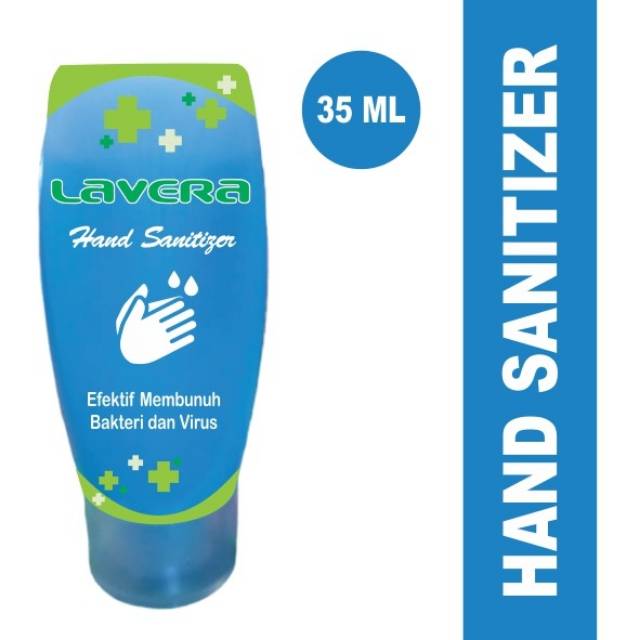 LAVERA
Hand Sanitizer
Efektif Membunuh
Bakteri dan Virus
35 ML
HAND SANITIZER